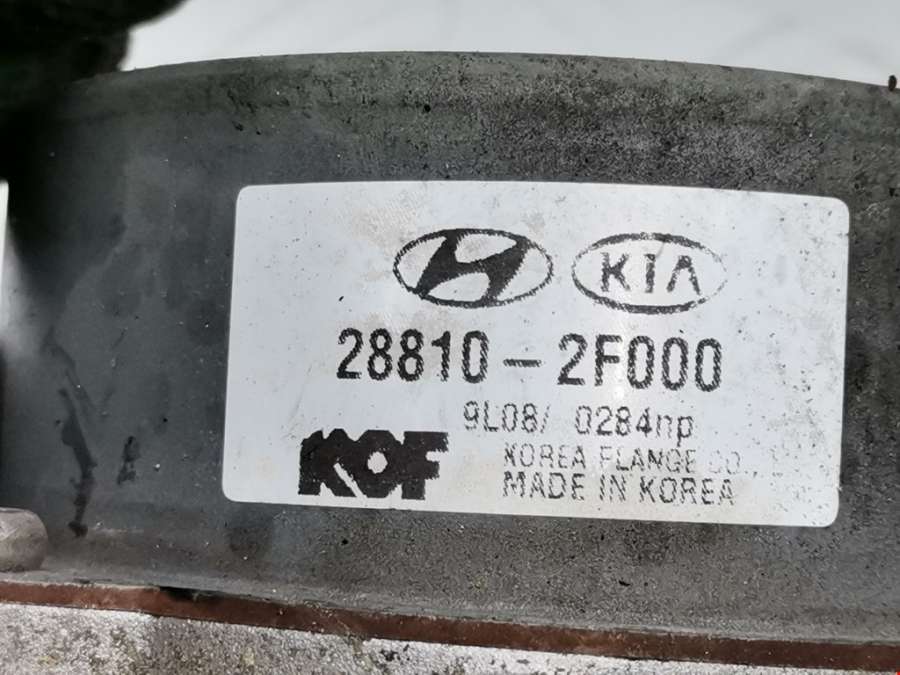 KIA
28810-2F000
9L08/ 0284np
KOF
KOREA FLANGE CO.,
MADE IN KOREA